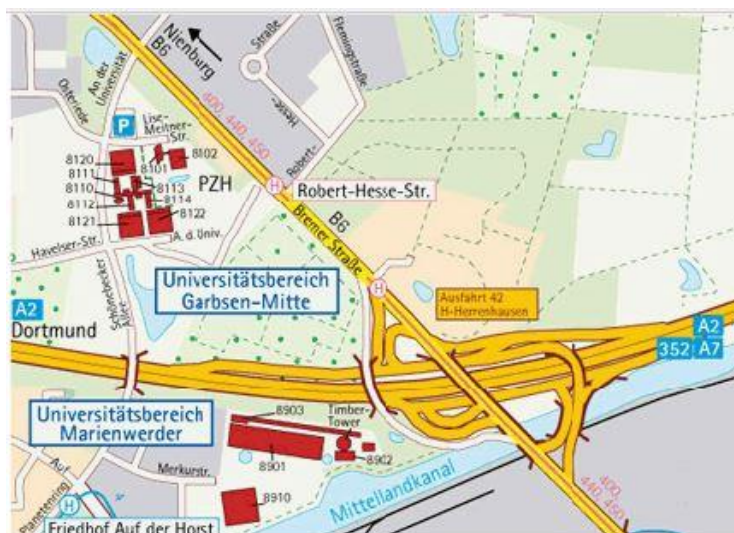 Nienburg
B6
Straße
Flemingstraße
Hesse-
Robert-
An der
Universität
Osteriede
400, 440, 450
P
Lise-
Meitner-
Str.
8120
8111
8110
8112
8121
8101
8102
8113
8114
8122
PZH
H
Robert-Hesse-Str.
B6
Bremer Straße
Havelser-Str.
A. d. Univ.
Schönebecker
Allee
Universitätsbereich
Garbsen-Mitte
H
Ausfahrt 42
H-Herrenhausen
A2
Dortmund
A2
352 A7
Universitätsbereich
Marienwerder
8903
Timber-
Tower
8901
8902
8910
Merkurstr.
Auf
Planetenring
H
Friedhof Auf der Horst
Mittellandkanal
400,
440, 450